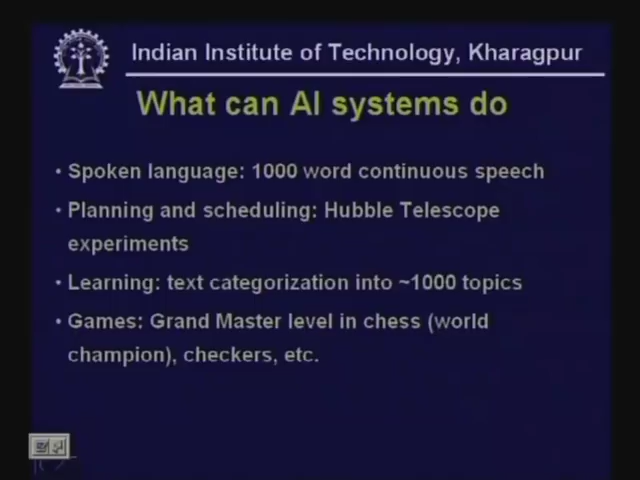 Indian Institute of Technology, Kharagpur
What can AI systems do
• Spoken language: 1000 word continuous speech
• Planning and scheduling: Hubble Telescope
experiments
• Learning: text categorization into ~1000 topics
• Games: Grand Master level in chess (world
champion), checkers, etc.